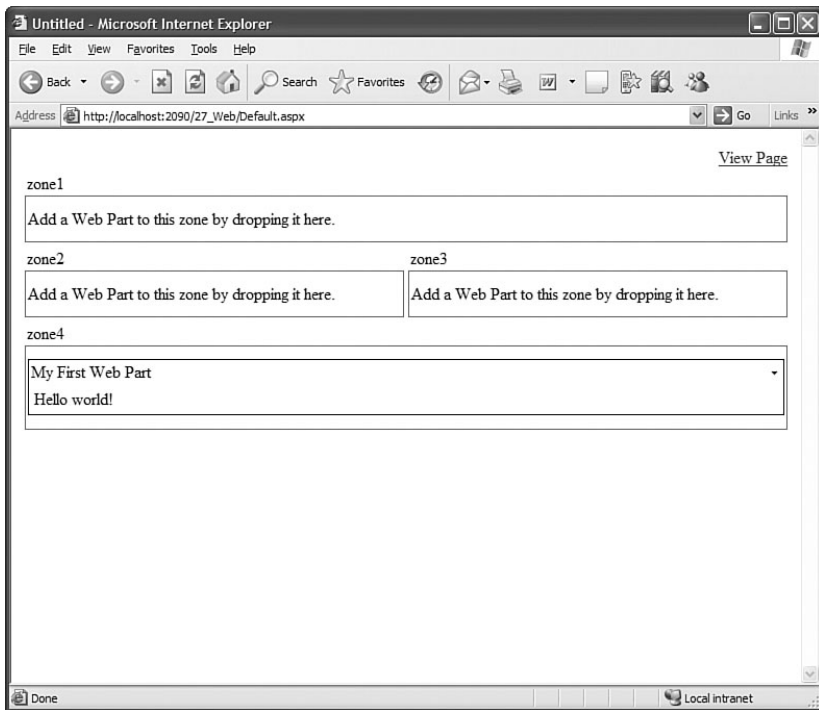 Untitled - Microsoft Internet Explorer
File Edit View Favorites Tools Help
Back Search Favorites
Address http://localhost:2090/27_Web/Default.aspx Go Links »
View Page
zone1
Add a Web Part to this zone by dropping it here.
zone2 zone3
Add a Web Part to this zone by dropping it here. Add a Web Part to this zone by dropping it here.
zone4
My First Web Part
Hello world!
Done Local intranet